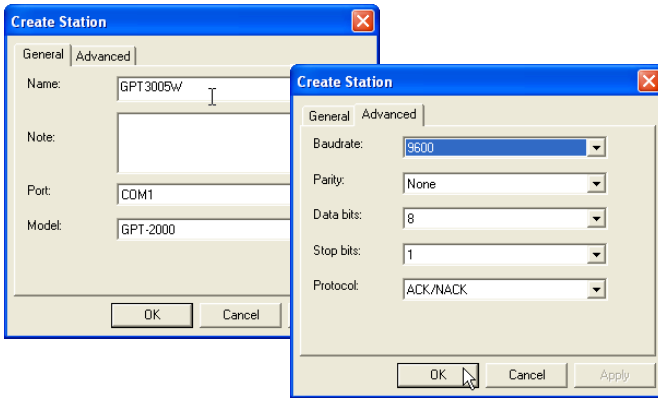 Create Station
General Advanced
Name: GPT3005W
Note:
Port: COM1
Model: GPT-2000
OK Cancel
Create Station
General Advanced
Baudrate: 9600
Parity: None
Data bits: 8
Stop bits: 1
Protocol: ACK/NACK
OK Cancel Apply